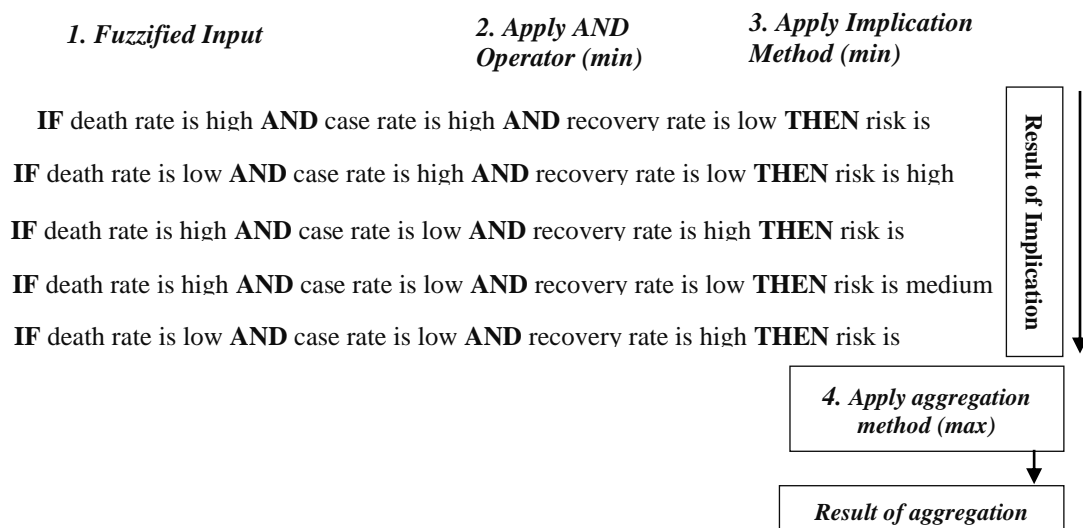 1. Fuzzified Input
2. Apply AND
Operator (min)
3. Apply Implication
Method (min)
IF death rate is high AND case rate is high AND recovery rate is low THEN risk is
IF death rate is low AND case rate is high AND recovery rate is low THEN risk is high
IF death rate is high AND case rate is low AND recovery rate is high THEN risk is
IF death rate is high AND case rate is low AND recovery rate is low THEN risk is medium
IF death rate is low AND case rate is low AND recovery rate is high THEN risk is
Result of Implication
4. Apply aggregation
method (max)
Result of aggregation